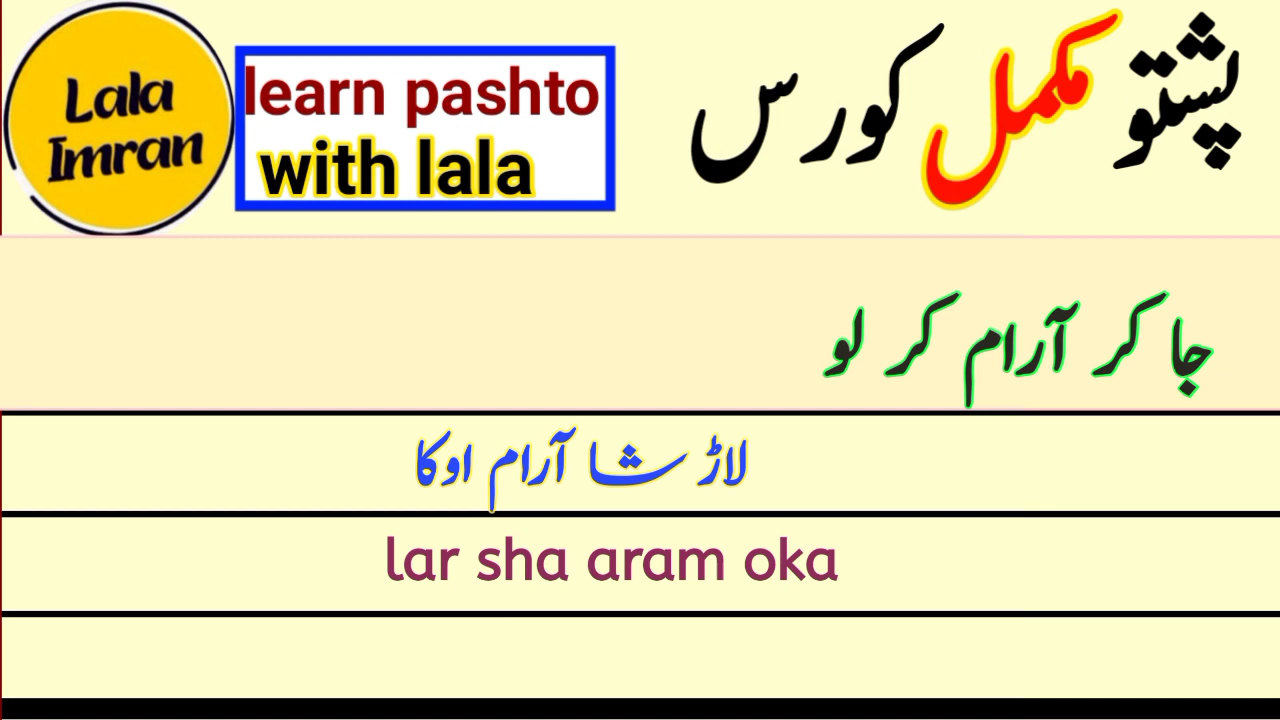 Lala
Imran
learn pashto
with lala
پشتو مکمل کورس
جا کر آرام کر لو
لاڑ شا آرام اوکا
lar sha aram oka